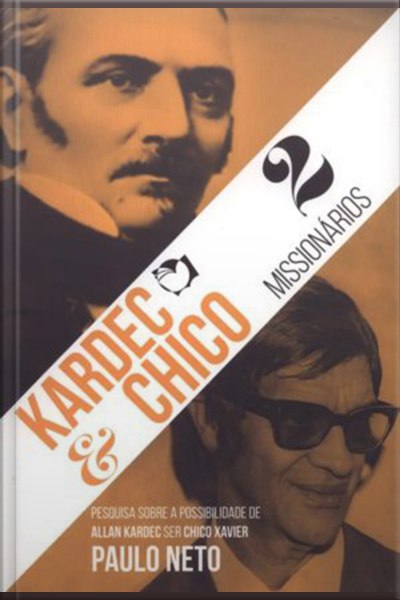 KARDEC
& CHICO
2
MISSIONÁRIOS
PESQUISA SOBRE A POSSIBILIDADE DE
ALLAN KARDEC SER CHICO XAVIER
PAULO NETO